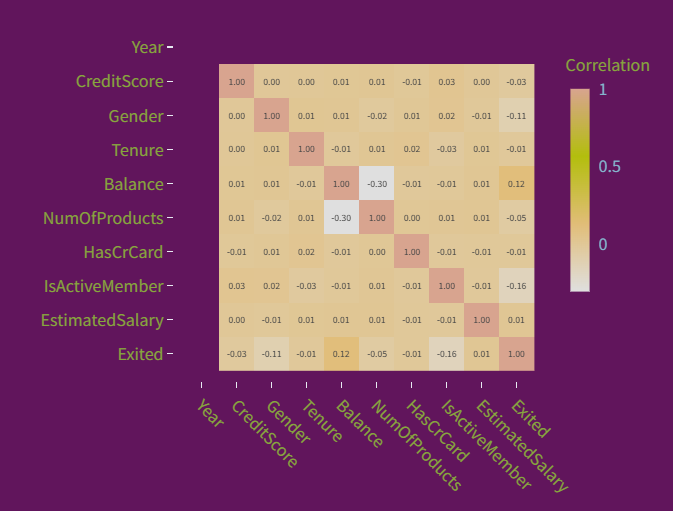 Year
Correlation
CreditScore 1.00 0.00 0.00 0.01 0.01 -0.01 0.03 0.00 -0.03
1
Gender 0.00 1.00 0.01 0.01 -0.02 0.01 0.02 -0.01 -0.11
Tenure 0.00 0.01 1.00 -0.01 0.01 0.02 -0.03 0.01 -0.01
0.5
Balance 0.01 0.01 -0.01 1.00 -0.30 -0.01 -0.01 0.01 0.12
NumOfProducts 0.01 -0.02 0.01 -0.30 1.00 0.00 0.01 0.01 -0.05
0
HasCrCard -0.01 0.01 0.02 -0.01 0.00 1.00 -0.01 -0.01 -0.01
IsActiveMember 0.03 0.02 -0.03 -0.01 0.01 -0.01 1.00 -0.01 -0.16
EstimatedSalary 0.00 -0.01 0.01 0.01 0.01 -0.01 -0.01 1.00 0.01
Exited -0.03 -0.11 -0.01 0.12 -0.05 -0.01 -0.16 0.01 1.00
Year
CreditScore
Gender
Tenure
Balance
NumOfProducts
HasCrCard
IsActiveMember
EstimatedSalary
Exited